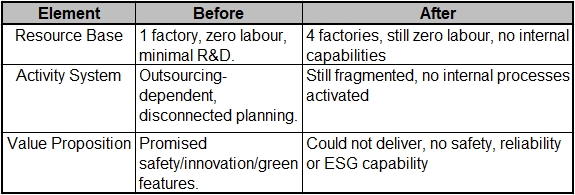 Element Before After
Resource Base 1 factory, zero labour, 4 factories, still zero labour, no internal
minimal R&D. capabilities
Activity System Outsourcing- Still fragmented, no internal processes
dependent, activated
disconnected planning.
Value Proposition Promised Could not deliver, no safety, reliability
safety/innovation/green or ESG capability
features.